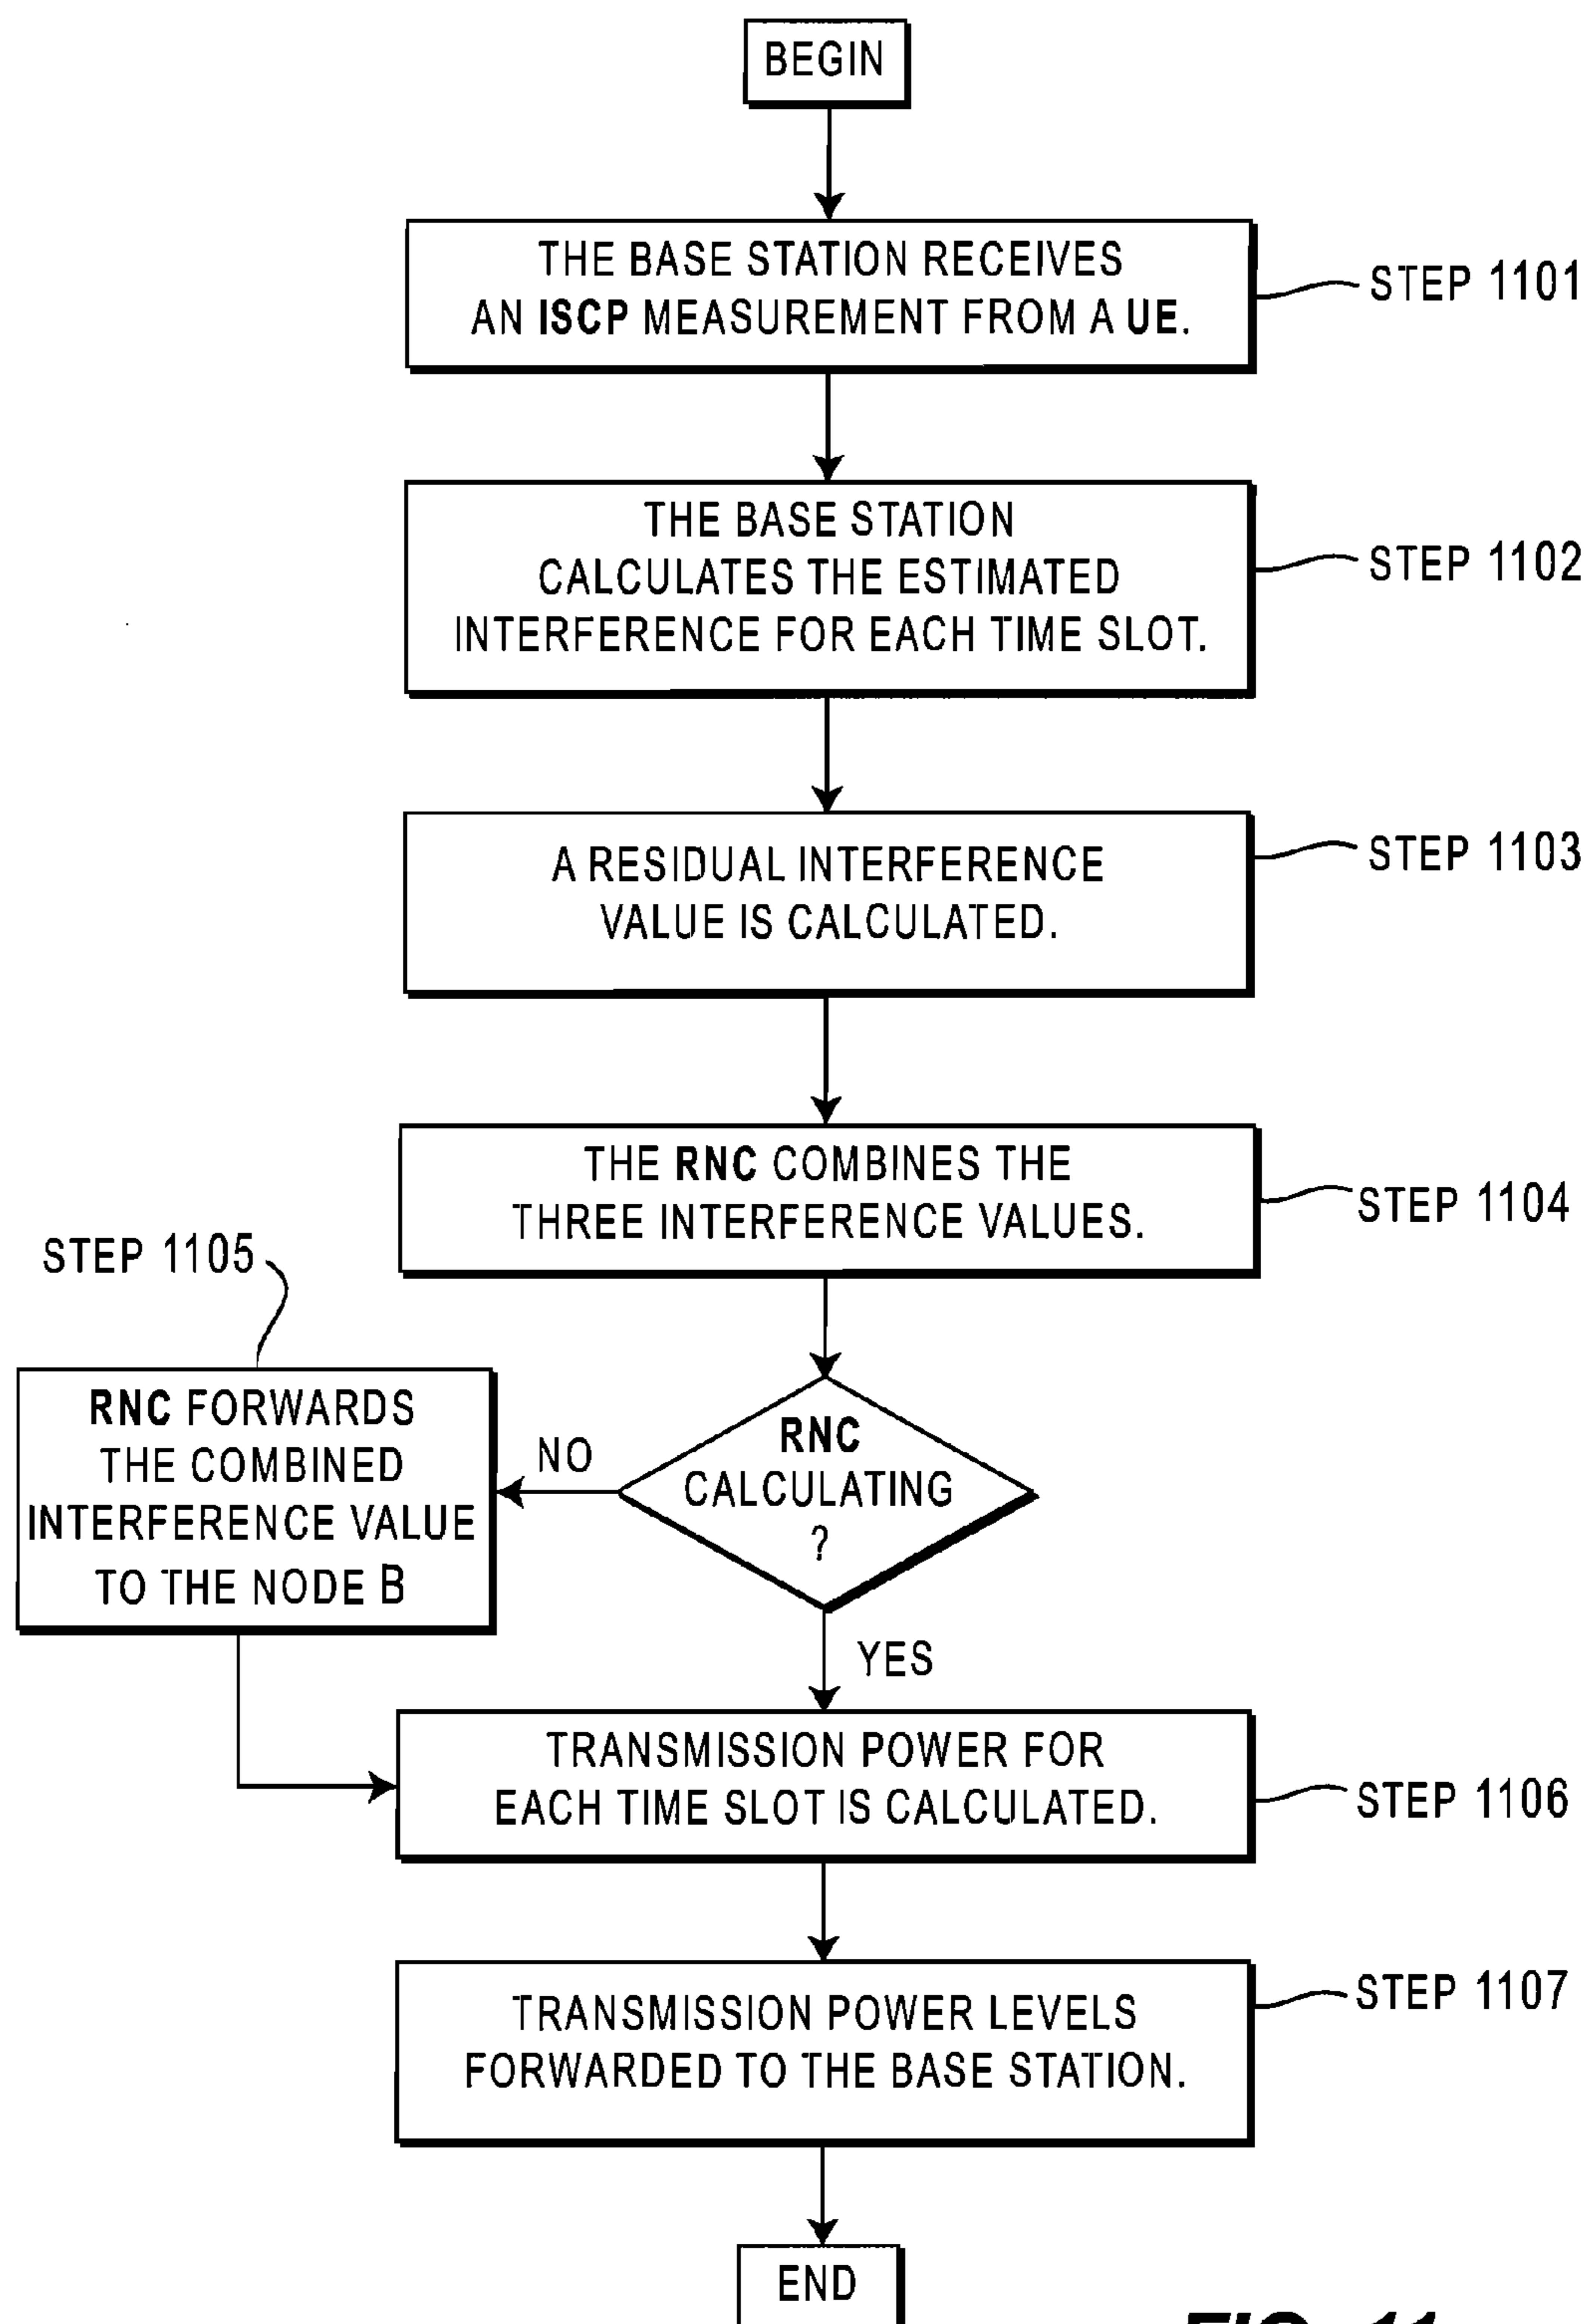 BEGIN
THE BASE STATION RECEIVES
AN ISCP MEASUREMENT FROM A UE.
STEP 1101
THE BASE STATION
CALCULATES THE ESTIMATED
INTERFERENCE FOR EACH TIME SLOT.
STEP 1102
A RESIDUAL INTERFERENCE
VALUE IS CALCULATED.
STEP 1103
THE RNC COMBINES THE
THREE INTERFERENCE VALUES.
STEP 1104
STEP 1105
RNC FORWARDS
THE COMBINED
INTERFERENCE VALUE
TO THE NODE B
NO
RNC
CALCULATING
?
YES
TRANSMISSION POWER FOR
EACH TIME SLOT IS CALCULATED.
STEP 1106
TRANSMISSION POWER LEVELS
FORWARDED TO THE BASE STATION.
STEP 1107
END